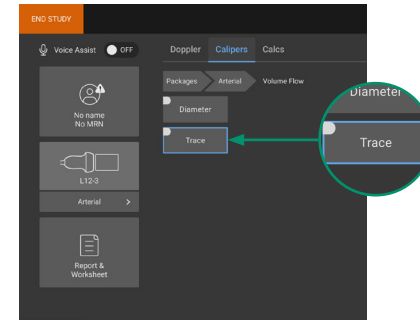 END STUDY
Voice Assist OFF
Doppler Calipers Calcs
Packages Arterial Volume Flow
No name
No MRN
Diameter
Trace
L12-3
Arterial >
Report &
Worksheet
Diameter
Trace